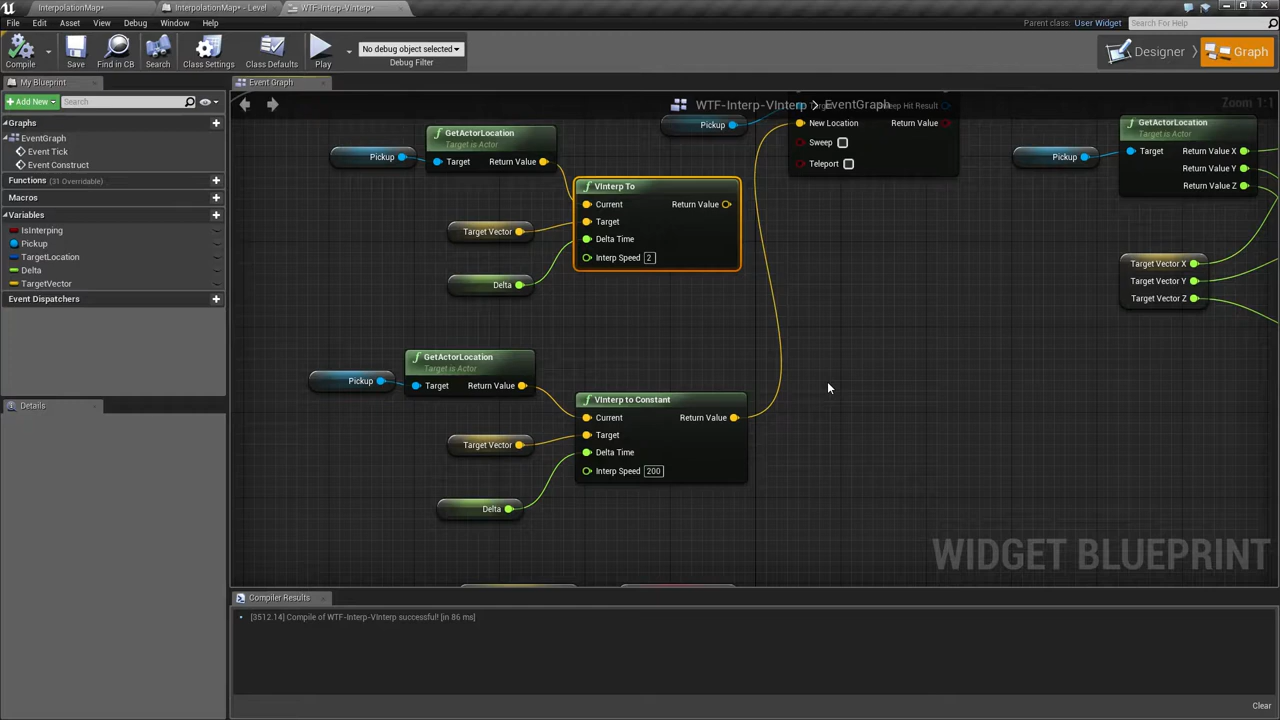 InterpolationMap*
InterpolationMap* - Level
WTF-Interp-VInterp*
File
Edit
Asset
View
Debug
Window
Help
Parent class: User Widget
Search For Help
Compile
Save
Find in CB
Search
Class Settings
Class Defaults
Play
No debug object selected
Debug Filter
Designer
Graph
My Blueprint
Event Graph
+Add New
Search
WTF-Interp-VInterp > EventGraph
Zoom 1:1
Graphs
EventGraph
Event Tick
Event Construct
Functions (31 Overridable)
Macros
Variables
IsInterping
Pickup
TargetLocation
Delta
TargetVector
Event Dispatchers
Details
Pickup
GetActorLocation
Target is Actor
Target
Return Value
Pickup
Sweep Hit Result
New Location
Return Value
Sweep
Teleport
VInterp To
Current
Return Value
Target
Delta Time
Interp Speed 2
Target Vector
Delta
Pickup
GetActorLocation
Target is Actor
Target
Return Value X
Return Value Y
Return Value Z
Target Vector X
Target Vector Y
Target Vector Z
Pickup
GetActorLocation
Target is Actor
Target
Return Value
VInterp to Constant
Current
Return Value
Target
Delta Time
Interp Speed 200
Target Vector
Delta
WIDGET BLUEPRINT
Compiler Results
[3512.14] Compile of WTF-Interp-VInterp successful! [in 86 ms]
Clear